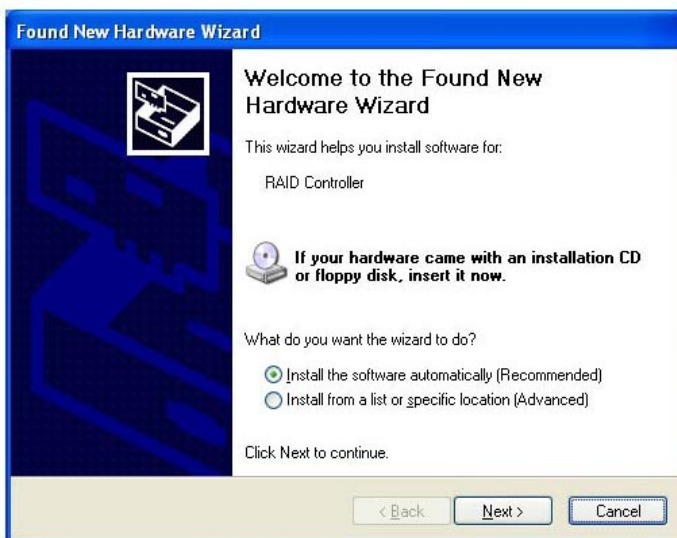 Found New Hardware Wizard
Welcome to the Found New
Hardware Wizard
This wizard helps you install software for:
RAID Controller
If your hardware came with an installation CD
or floppy disk, insert it now.
What do you want the wizard to do?
Install the software automatically (Recommended)
Install from a list or specific location (Advanced)
Click Next to continue.
< Back
Next >
Cancel